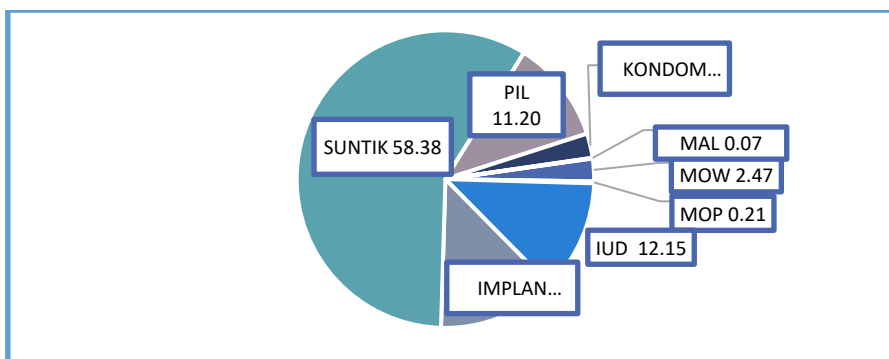 KONDOM...
PIL
11.20
SUNTIK 58.38
MAL 0.07
MOW 2.47
MOP 0.21
IUD 12.15
IMPLAN...